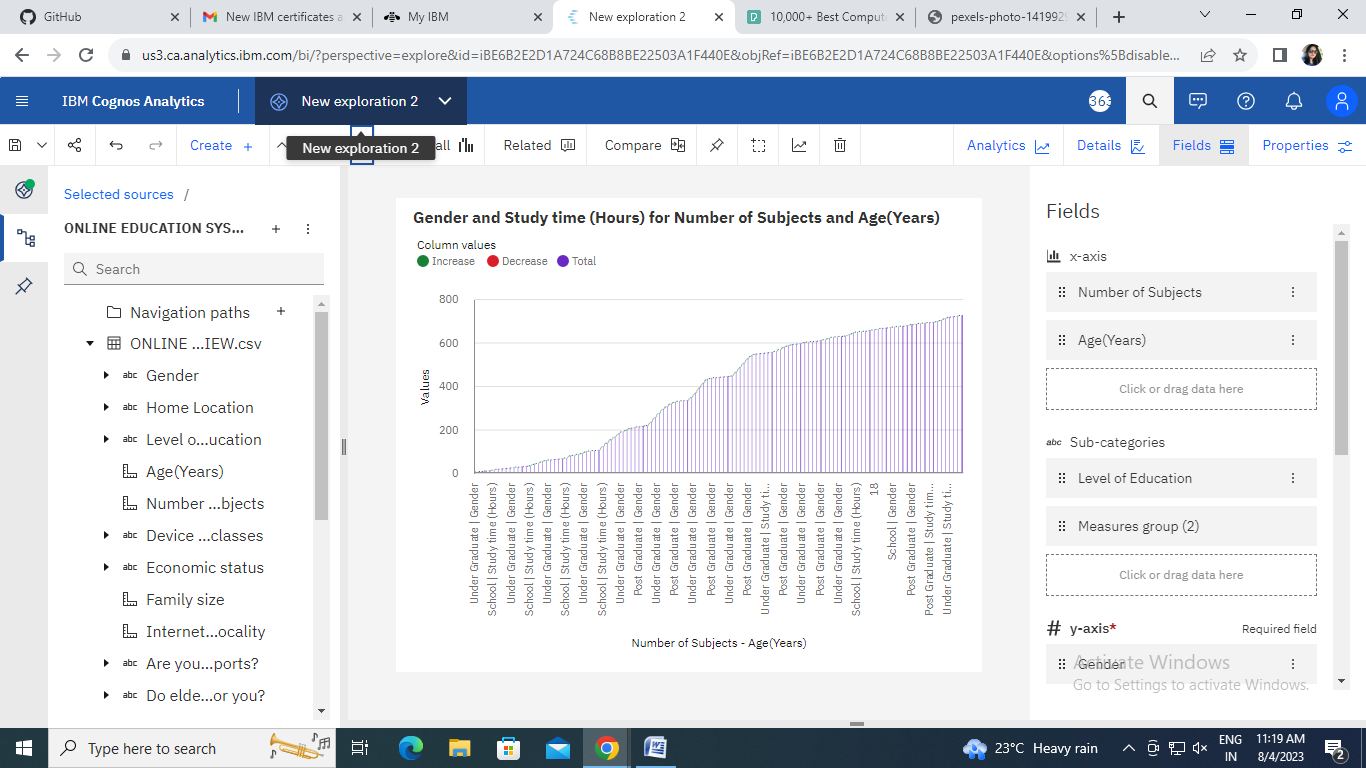 GitHub
New IBM certificates a
My IBM
New exploration 2
10,000+ Best Comput
pexels-photo-1419925
us3.ca.analytics.ibm.com/bi/?perspective=explore&id=iBE6B2E2D1A724C68B8BE22503A1F440E&objRef=iBE6B2E2D1A724C68B8BE22503A1F440E&options%5Bdisable...
IBM Cognos Analytics
New exploration 2
363
Create +
New exploration 2
all
Related
Compare
Analytics
Details
Fields
Properties
Selected sources /
ONLINE EDUCATION SYS...
Search
Navigation paths
ONLINE ...IEW.csv
abc Gender
abc Home Location
abc Level o...ucation
Age(Years)
Number ...bjects
abc Device ...classes
abc Economic status
Family size
Internet...ocality
abc Are you...ports?
abc Do elde...or you?
Gender and Study time (Hours) for Number of Subjects and Age(Years)
Column values
Increase Decrease Total
Values
800
600
400
200
0
Under Graduate | Gender
School | Study time (Hours)
Under Graduate | Gender
School | Study time (Hours)
Under Graduate | Gender
School | Study time (Hours)
Under Graduate | Gender
School | Study time (Hours)
Under Graduate | Gender
Post Graduate | Gender
Under Graduate | Gender
Post Graduate | Gender
Under Graduate | Gender
Post Graduate | Gender
Under Graduate | Gender
Post Graduate | Gender
Under Graduate | Study ti...
Post Graduate | Gender
Under Graduate | Gender
Post Graduate | Gender
Under Graduate | Gender
School | Study time (Hours)
18
School | Gender
Post Graduate | Gender
Post Graduate | Study tim...
Under Graduate | Study ti...
Number of Subjects - Age(Years)
Fields
x-axis
Number of Subjects
Age(Years)
Click or drag data here
abc Sub-categories
Level of Education
Measures group (2)
Click or drag data here
# y-axis* Required field
Gender
Activate Windows
Go to Settings to activate Windows.
Type here to search
23°C Heavy rain
ENG
IN
11:19 AM
8/4/2023
2